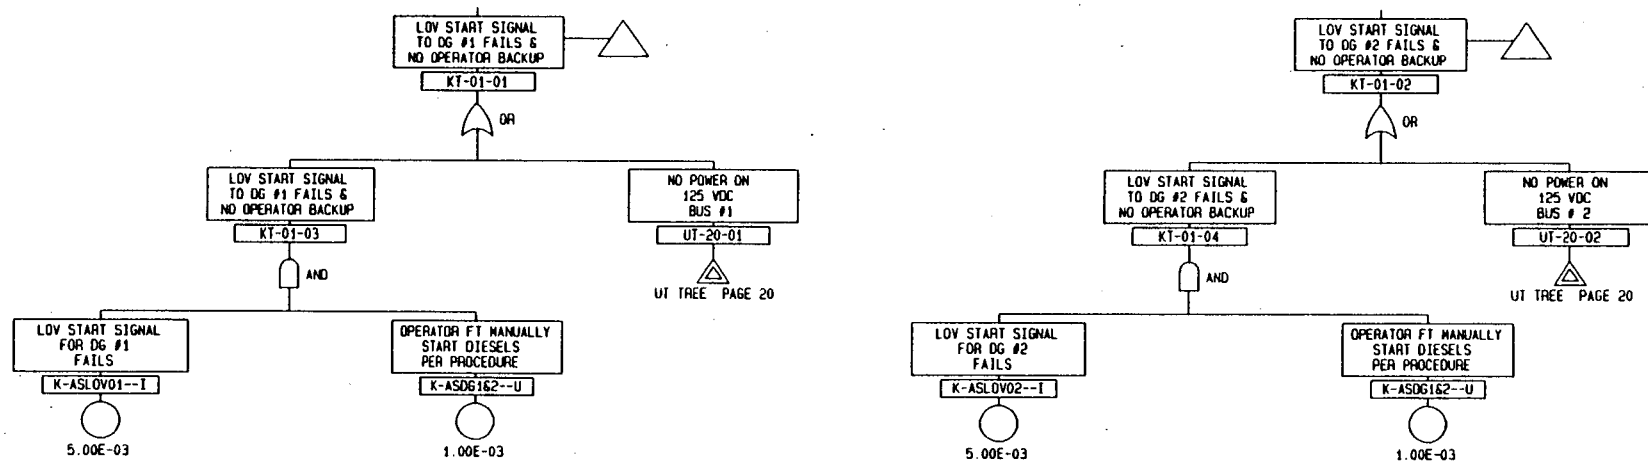 LOV START SIGNAL
TO DG #1 FAILS &
NO OPERATOR BACKUP
KT-01-01
OR
LOV START SIGNAL
TO DG #1 FAILS &
NO OPERATOR BACKUP
KT-01-03
AND
NO POWER ON
125 VDC
BUS #1
UT-20-01
UT TREE PAGE 20
LOV START SIGNAL
FOR DG #1
FAILS
K-ASLOV01--I
5.00E-03
OPERATOR FT MANUALLY
START DIESELS
PER PROCEDURE
K-ASDG1&2--U
1.00E-03
LOV START SIGNAL
TO DG #2 FAILS &
NO OPERATOR BACKUP
KT-01-02
OR
LOV START SIGNAL
TO DG #2 FAILS &
NO OPERATOR BACKUP
KT-01-04
AND
NO POWER ON
125 VDC
BUS # 2
UT-20-02
UT TREE PAGE 20
LOV START SIGNAL
FOR DG #2
FAILS
K-ASLOV02--I
5.00E-03
OPERATOR FT MANUALLY
START DIESELS
PER PROCEDURE
K-ASDG1&2--U
1.00E-03